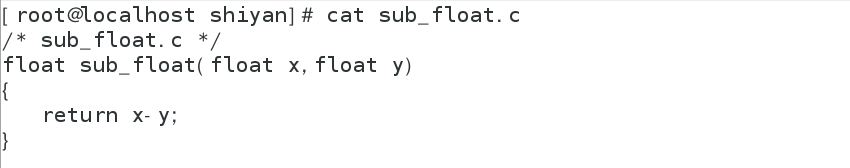 [root@localhost shiyan]# cat sub_float.c
/* sub_float.c */
float sub_float(float x,float y)
{
    return x-y;
}